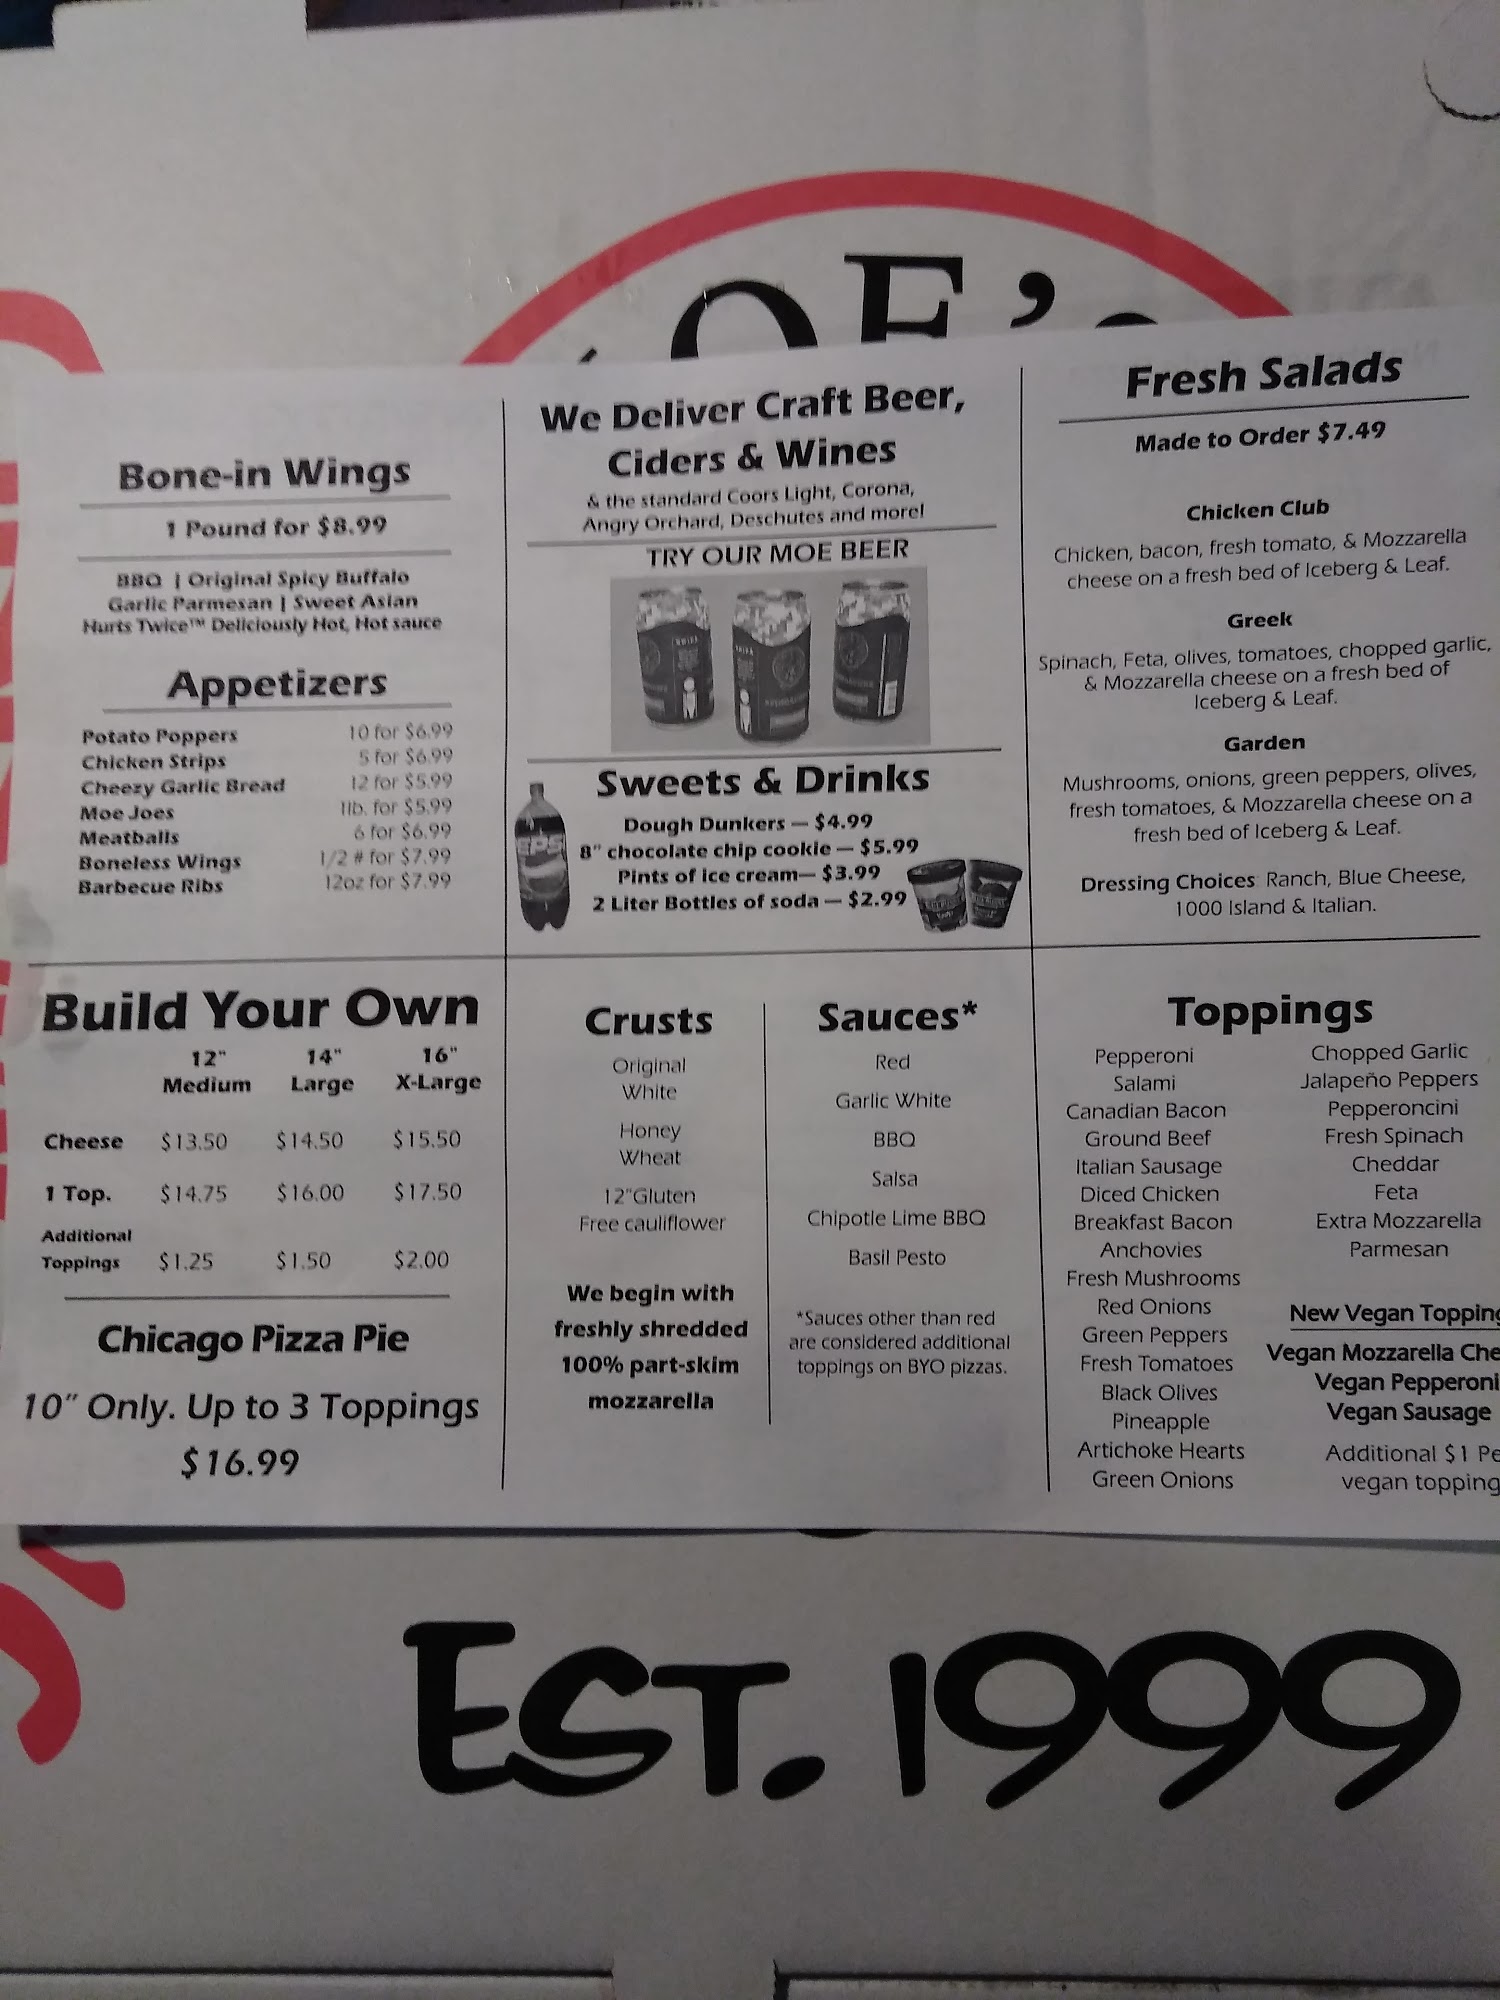 OE's
Bone-in Wings
1 Pound for $8.99
BBQ | Original Spicy Buffalo
Garlic Parmesan | Sweet Asian
Hurts Twice™ Deliciously Hot, Hot sauce
Appetizers
Potato Poppers 10 for $6.99
Chicken Strips 5 for $6.99
Cheezy Garlic Bread 12 for $5.99
Moe Joes 1lb. for $5.99
Meatballs 6 for $6.99
Boneless Wings 1/2 # for $7.99
Barbecue Ribs 12oz for $7.99
We Deliver Craft Beer,
Ciders & Wines
& the standard Coors Light, Corona,
Angry Orchard, Deschutes and more!
TRY OUR MOE BEER
Sweets & Drinks
Dough Dunkers — $4.99
8" chocolate chip cookie — $5.99
Pints of ice cream— $3.99
2 Liter Bottles of soda — $2.99
Fresh Salads
Made to Order $7.49
Chicken Club
Chicken, bacon, fresh tomato, & Mozzarella
cheese on a fresh bed of Iceberg & Leaf.
Greek
Spinach, Feta, olives, tomatoes, chopped garlic,
& Mozzarella cheese on a fresh bed of
Iceberg & Leaf.
Garden
Mushrooms, onions, green peppers, olives,
fresh tomatoes, & Mozzarella cheese on a
fresh bed of Iceberg & Leaf.
Dressing Choices: Ranch, Blue Cheese,
1000 Island & Italian.
Build Your Own
12" 14" 16"
Medium Large X-Large
Cheese $13.50 $14.50 $15.50
1 Top. $14.75 $16.00 $17.50
Additional
Toppings $1.25 $1.50 $2.00
Chicago Pizza Pie
10" Only. Up to 3 Toppings
$16.99
Crusts
Original
White
Honey
Wheat
12"Gluten
Free cauliflower
We begin with
freshly shredded
100% part-skim
mozzarella
Sauces*
Red
Garlic White
BBQ
Salsa
Chipotle Lime BBQ
Basil Pesto
*Sauces other than red
are considered additional
toppings on BYO pizzas.
Toppings
Pepperoni
Salami
Canadian Bacon
Ground Beef
Italian Sausage
Diced Chicken
Breakfast Bacon
Anchovies
Fresh Mushrooms
Red Onions
Green Peppers
Fresh Tomatoes
Black Olives
Pineapple
Artichoke Hearts
Green Onions
Chopped Garlic
Jalapeño Peppers
Pepperoncini
Fresh Spinach
Cheddar
Feta
Extra Mozzarella
Parmesan
New Vegan Topping
Vegan Mozzarella Che
Vegan Pepperoni
Vegan Sausage
Additional $1 Pe
vegan topping
EST. 1999